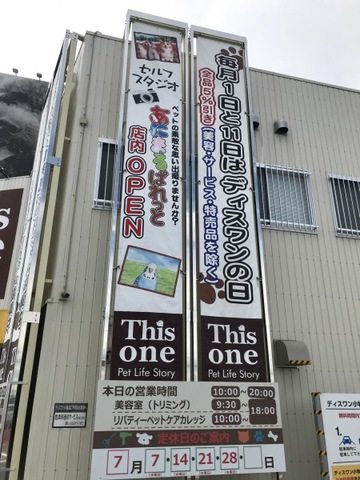 セルフ
スタジオ
ペットの素敵な思い出撮りませんか?
あにまるぱれっと
店内OPEN
This
one
Pet Life Story
毎月1日と11日はディスワンの日
全品5%引き(美容・サービス・特売品を除く)
This
one
Pet Life Story
本日の営業時間 10:00~20:00
美容室(トリミング) 9:30~18:00
リバティーペットケアカレッジ 10:00~
定休日のご案内
7月7・14・21・28・ 日
This
one